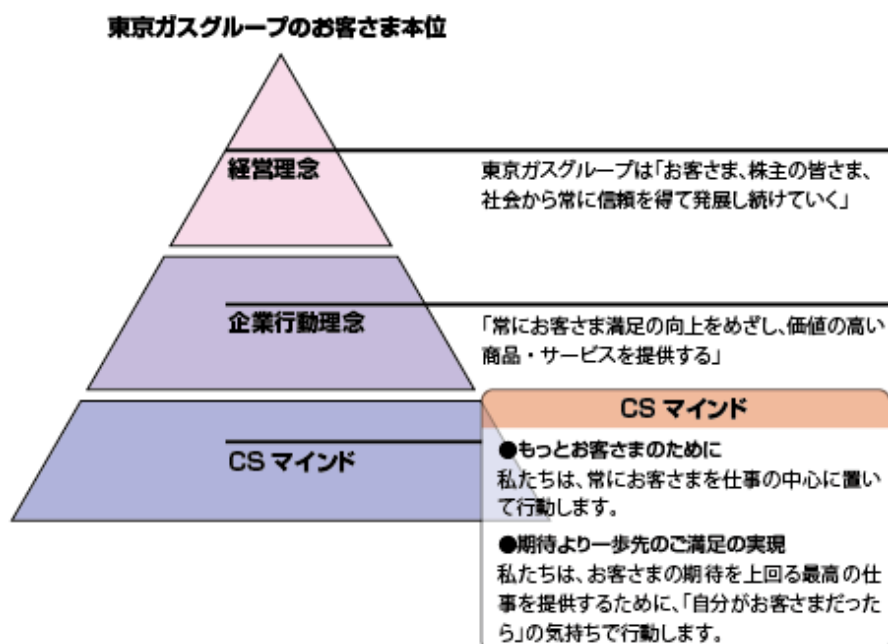 東京ガスグループのお客さま本位
経営理念
東京ガスグループは「お客さま、株主の皆さま、
社会から常に信頼を得て発展し続けていく」
企業行動理念
「常にお客さま満足の向上をめざし、価値の高い
商品・サービスを提供する」
CS マインド
CS マインド
●もっとお客さまのために
私たちは、常にお客さまを仕事の中心に置い
て行動します。
●期待より一歩先のご満足の実現
私たちは、お客さまの期待を上回る最高の仕
事を提供するために、「自分がお客さまだった
ら」の気持ちで行動します。